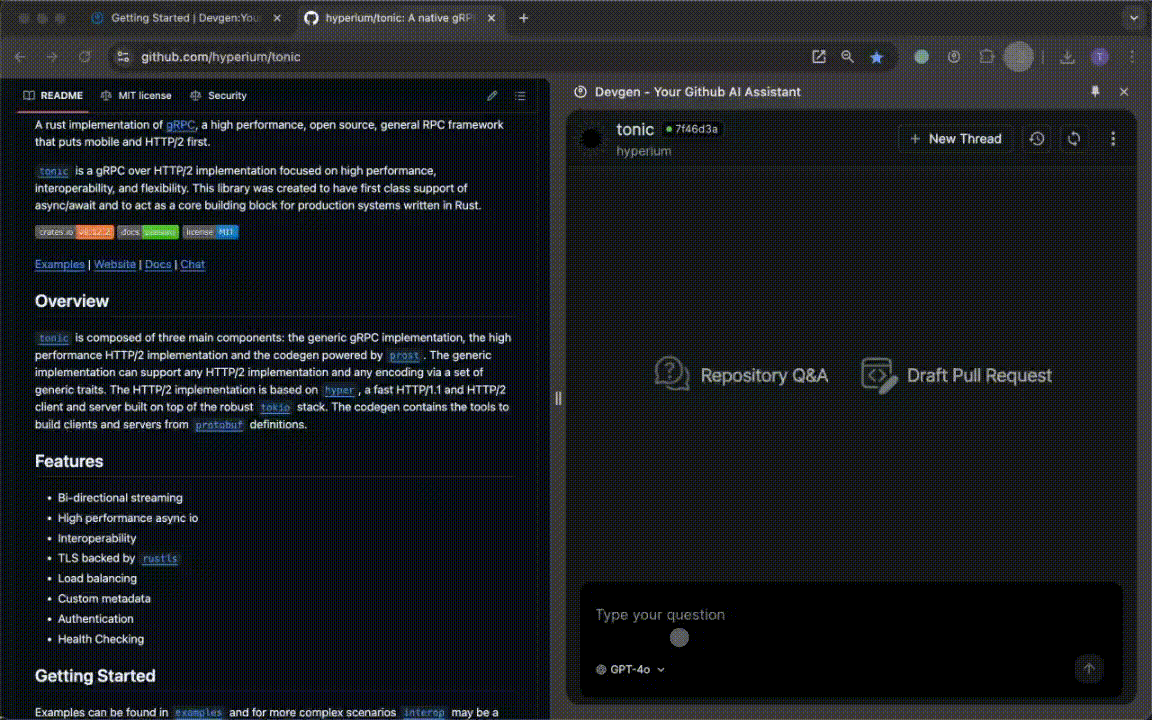 Getting Started | Devgen:You
hyperium/tonic: A native gRP
github.com/hyperium/tonic
T
README
MIT license
Security
A rust implementation of gRPC, a high performance, open source, general RPC framework
that puts mobile and HTTP/2 first.
tonic is a gRPC over HTTP/2 implementation focused on high performance,
interoperability, and flexibility. This library was created to have first class support of
async/await and to act as a core building block for production systems written in Rust.
crates.io v0.12.2 docs passing license MIT
Examples | Website | Docs | Chat
Overview
tonic is composed of three main components: the generic gRPC implementation, the high
performance HTTP/2 implementation and the codegen powered by prost. The generic
implementation can support any HTTP/2 implementation and any encoding via a set of
generic traits. The HTTP/2 implementation is based on hyper, a fast HTTP/1.1 and HTTP/2
client and server built on top of the robust tokio stack. The codegen contains the tools to
build clients and servers from protobuf definitions.
Features
• Bi-directional streaming
• High performance async io
• Interoperability
• TLS backed by rustls
• Load balancing
• Custom metadata
• Authentication
• Health Checking
Getting Started
Examples can be found in examples and for more complex scenarios interop may be a
Devgen - Your Github AI Assistant
tonic 7f46d3a
hyperium
+ New Thread
Repository Q&A
Draft Pull Request
Type your question
GPT-4o